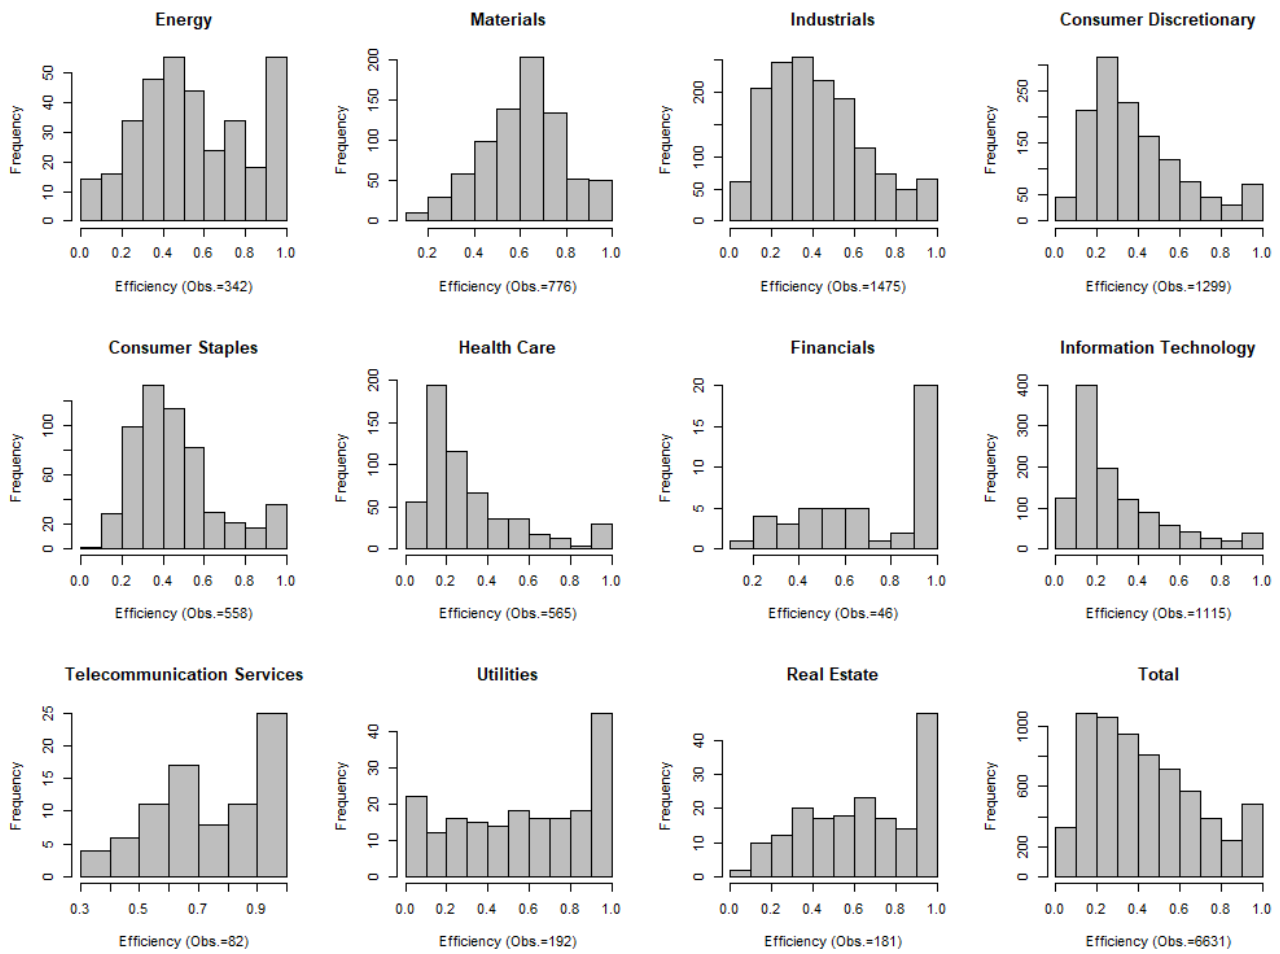 Energy
Materials
Industrials
Consumer Discretionary
Frequency
0 10 20 30 40 50
0.0 0.2 0.4 0.6 0.8 1.0
Efficiency (Obs.=342)
Frequency
0 50 100 150 200
0.2 0.4 0.6 0.8 1.0
Efficiency (Obs.=776)
Frequency
0 50 100 200
0.0 0.2 0.4 0.6 0.8 1.0
Efficiency (Obs.=1475)
Frequency
0 50 150 250
0.0 0.2 0.4 0.6 0.8 1.0
Efficiency (Obs.=1299)
Consumer Staples
Health Care
Financials
Information Technology
Frequency
0 20 60 100
0.0 0.2 0.4 0.6 0.8 1.0
Efficiency (Obs.=558)
Frequency
0 50 100 150 200
0.0 0.2 0.4 0.6 0.8 1.0
Efficiency (Obs.=565)
Frequency
0 5 10 15 20
0.2 0.4 0.6 0.8 1.0
Efficiency (Obs.=46)
Frequency
0 100 200 300 400
0.0 0.2 0.4 0.6 0.8 1.0
Efficiency (Obs.=1115)
Telecommunication Services
Utilities
Real Estate
Total
Frequency
0 5 10 15 20 25
0.3 0.5 0.7 0.9
Efficiency (Obs.=82)
Frequency
0 10 20 30 40
0.0 0.2 0.4 0.6 0.8 1.0
Efficiency (Obs.=192)
Frequency
0 10 20 30 40
0.0 0.2 0.4 0.6 0.8 1.0
Efficiency (Obs.=181)
Frequency
0 200 600 1000
0.0 0.2 0.4 0.6 0.8 1.0
Efficiency (Obs.=6631)